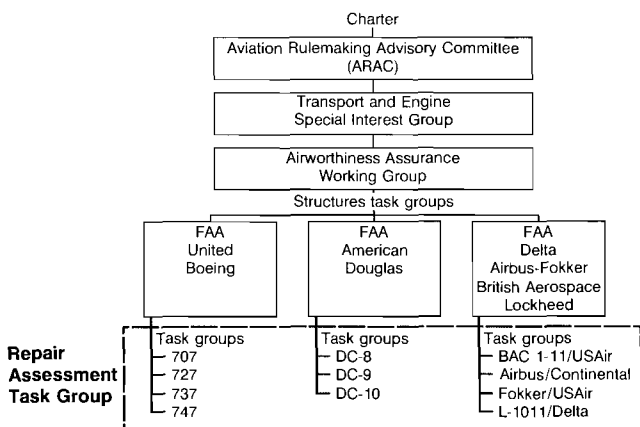 Charter
Aviation Rulemaking Advisory Committee
(ARAC)
Transport and Engine
Special Interest Group
Airworthiness Assurance
Working Group
Structures task groups
FAA
United
Boeing
FAA
American
Douglas
FAA
Delta
Airbus-Fokker
British Aerospace
Lockheed
Repair
Assessment
Task Group
Task groups
707
727
737
747
Task groups
DC-8
DC-9
DC-10
Task groups
BAC 1-11/USAir
Airbus/Continental
Fokker/USAir
L-1011/Delta